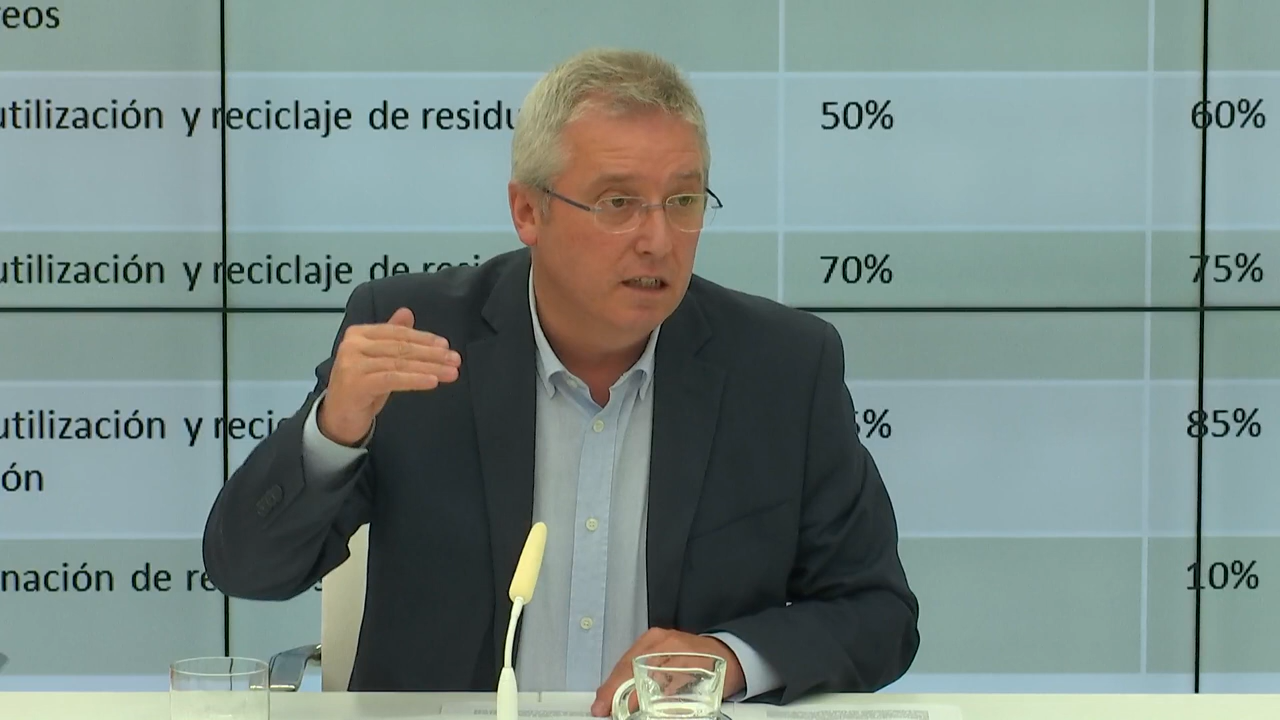 eos
utilización y reciclaje de residu 50% 60%
utilización y reciclaje de 70% 75%
utilización y reci % 85%
ón
nación de re 10%